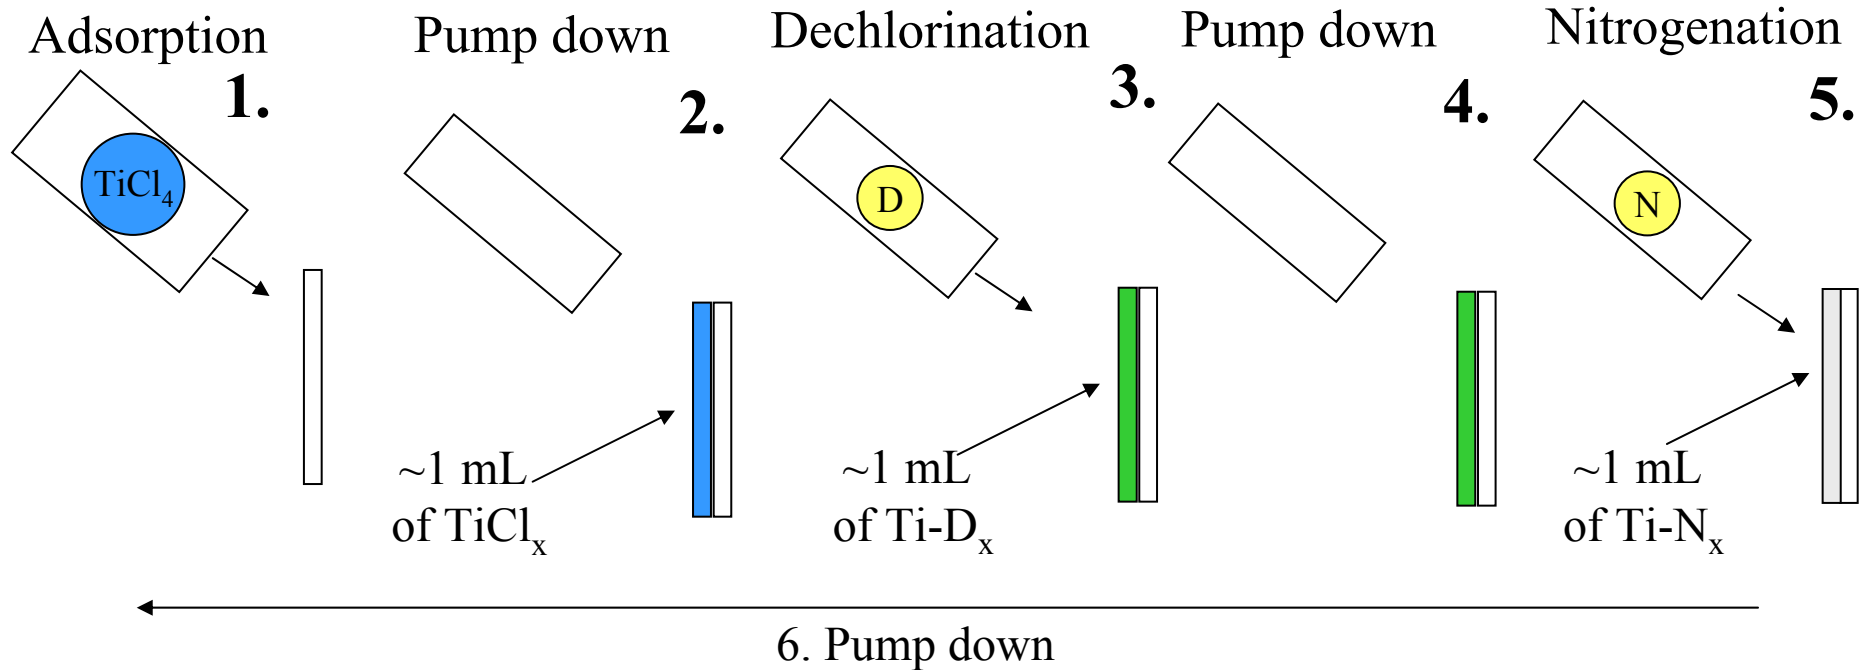 Adsorption
Pump down
Dechlorination
Pump down
Nitrogenation
1.
2.
3.
4.
5.
TiCl₄
D
N
~1 mL
of TiClₓ
~1 mL
of Ti-Dₓ
~1 mL
of Ti-Nₓ
6. Pump down